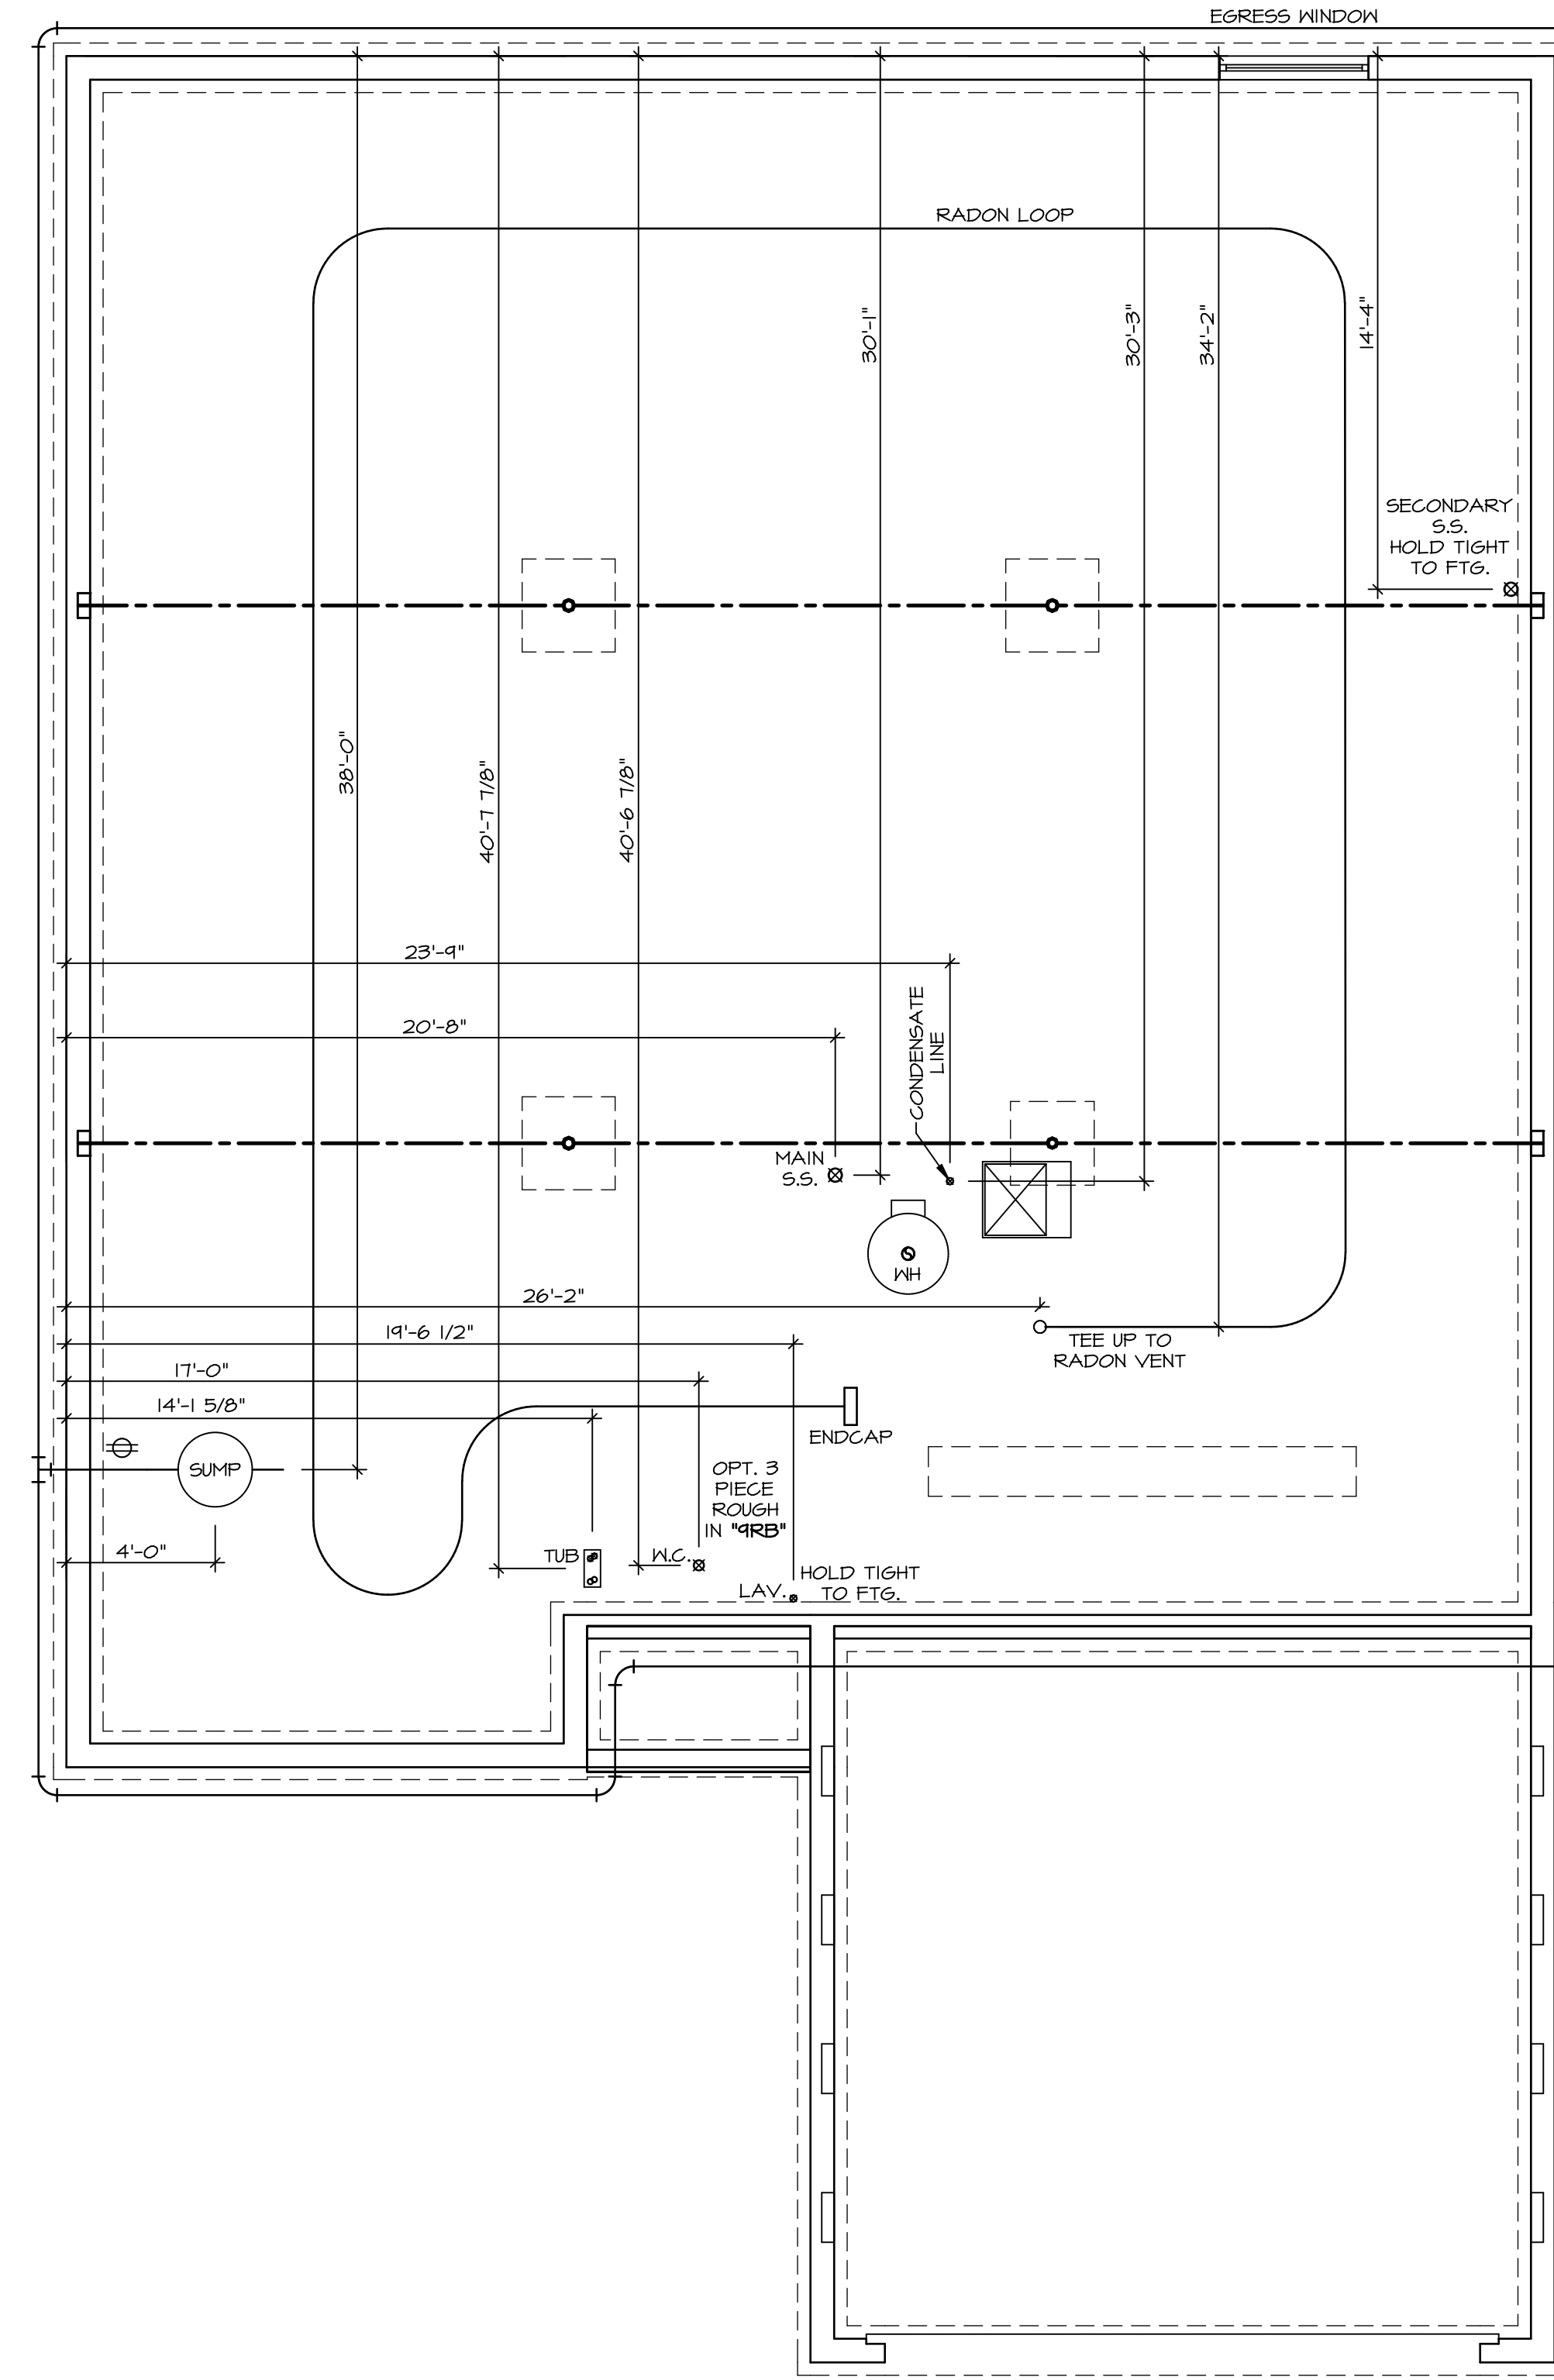 EGRESS WINDOW
RADON LOOP
30'-1"
30'-3"
34'-2"
14'-4"
SECONDARY
S.S.
HOLD TIGHT
TO FTG.
38'-0"
40'-7 7/8"
40'-6 7/8"
23'-9"
20'-8"
CONDENSATE
LINE
MAIN
S.S.
WH
26'-2"
19'-6 1/2"
TEE UP TO
RADON VENT
17'-0"
14'-1 5/8"
ENDCAP
SUMP
OPT. 3
PIECE
ROUGH
IN "9RB"
4'-0"
TUB
W.C.
LAV.
HOLD TIGHT
TO FTG.